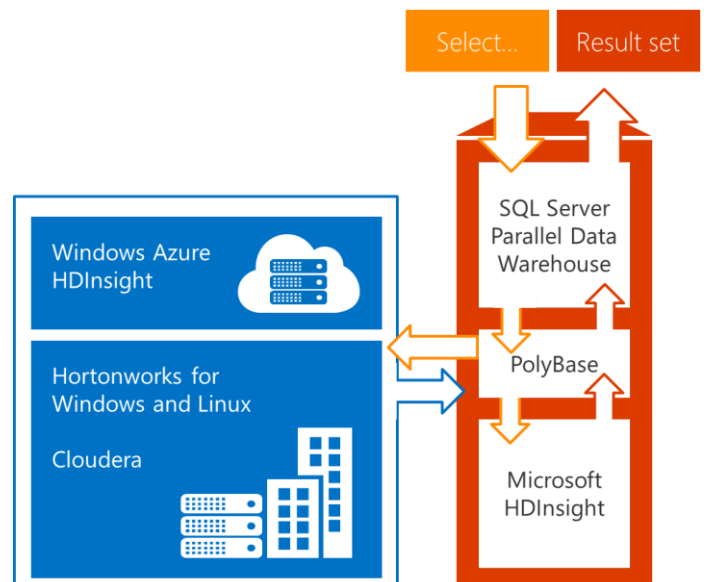 Select...
Result set
SQL Server
Parallel Data
Warehouse
Windows Azure
HDInsight
PolyBase
Hortonworks for
Windows and Linux
Cloudera
Microsoft
HDInsight